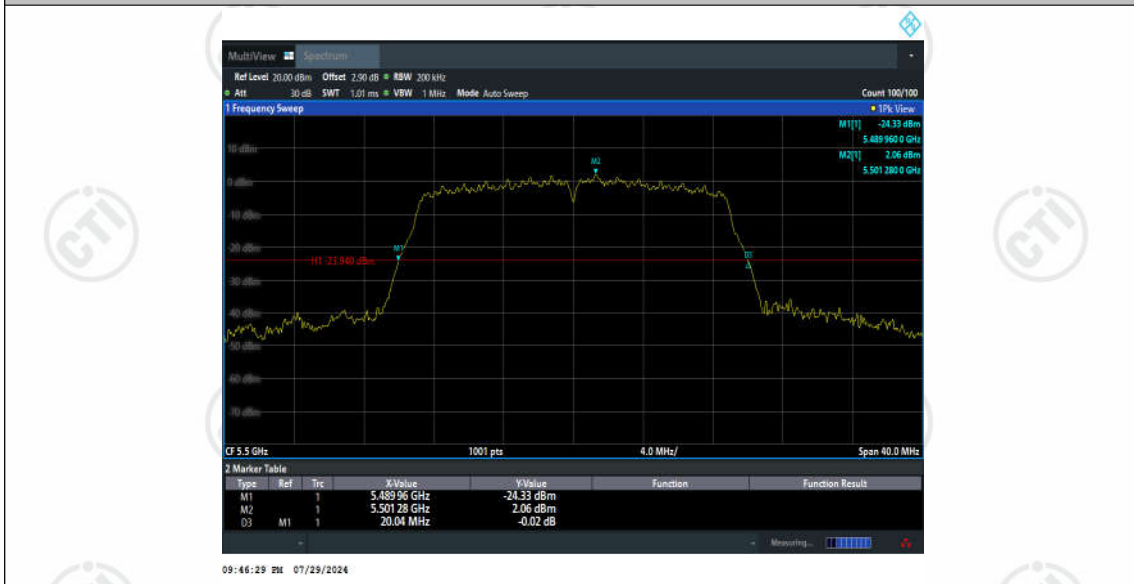 MultiView Spectrum
Ref Level 20.00 dBm Offset 2.90 dB RBW 200 kHz
Att 30 dB SWT 1.01 ms VBW 1 MHz Mode Auto Sweep Count 100/100
1 Frequency Sweep 1Pk View
M1[1] -24.33 dBm
5.489 960 0 GHz
M2[1] 2.06 dBm
5.501 280 0 GHz
10 dBm
M2
0 dBm
-10 dBm
-20 dBm
M1
D3
H1 -23.940 dBm
-30 dBm
-40 dBm
-50 dBm
-60 dBm
-70 dBm
CF 5.5 GHz 1001 pts 4.0 MHz/ Span 40.0 MHz
2 Marker Table
Type Ref Trc X-Value Y-Value Function Function Result
M1 1 5.489 96 GHz -24.33 dBm
M2 1 5.501 28 GHz 2.06 dBm
D3 M1 1 20.04 MHz -0.02 dB
Measuring...
09:46:29 PM 07/29/2024
CTI
CTI